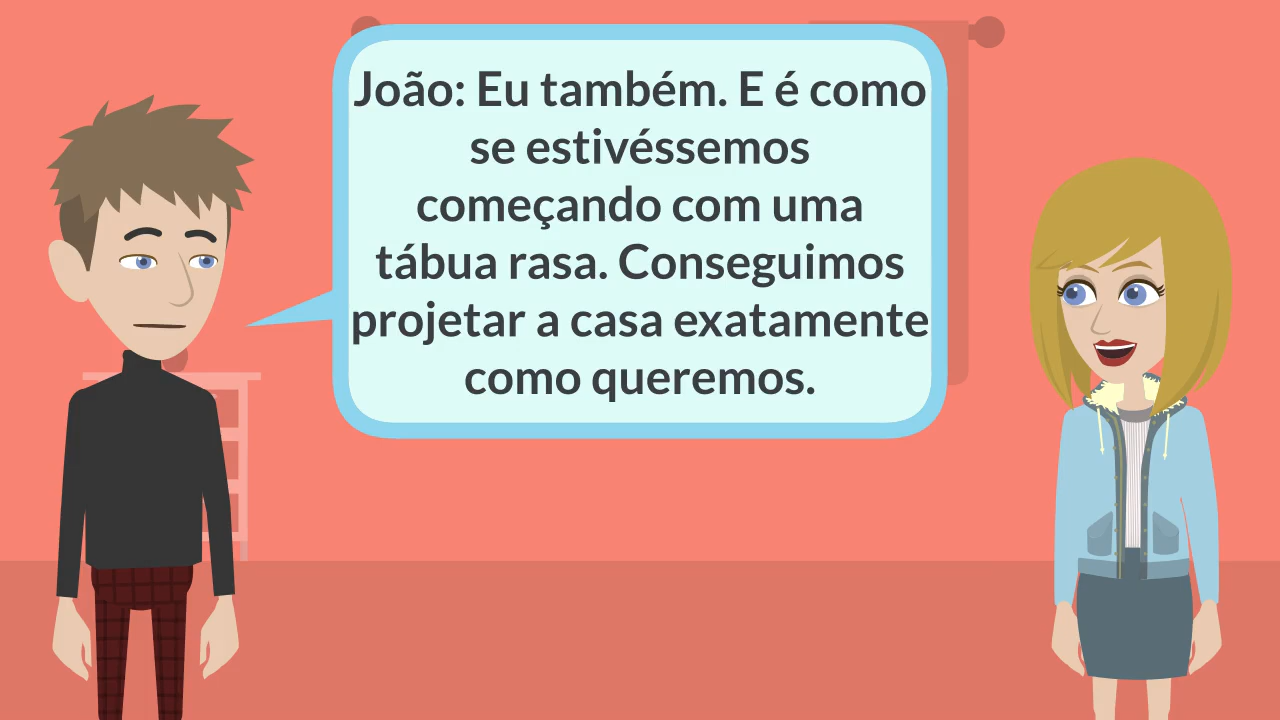 João: Eu também. E é como
se estivéssemos
começando com uma
tábua rasa. Conseguimos
projetar a casa exatamente
como queremos.